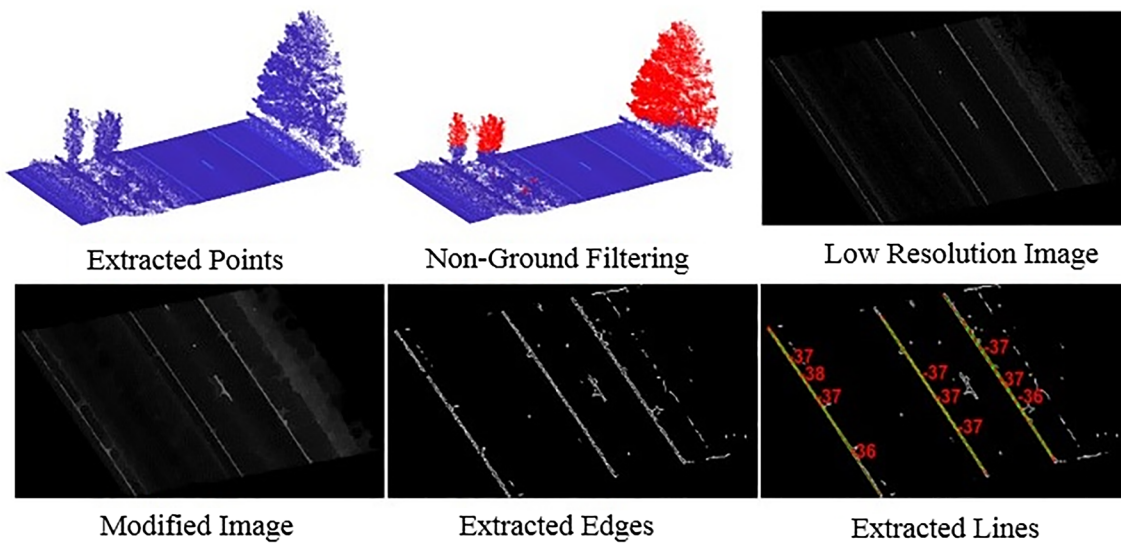 Extracted Points
Non-Ground Filtering
Low Resolution Image
Modified Image
Extracted Edges
Extracted Lines
-37
-38
-37
-36
-37
-37
-37
-37
-37
-36